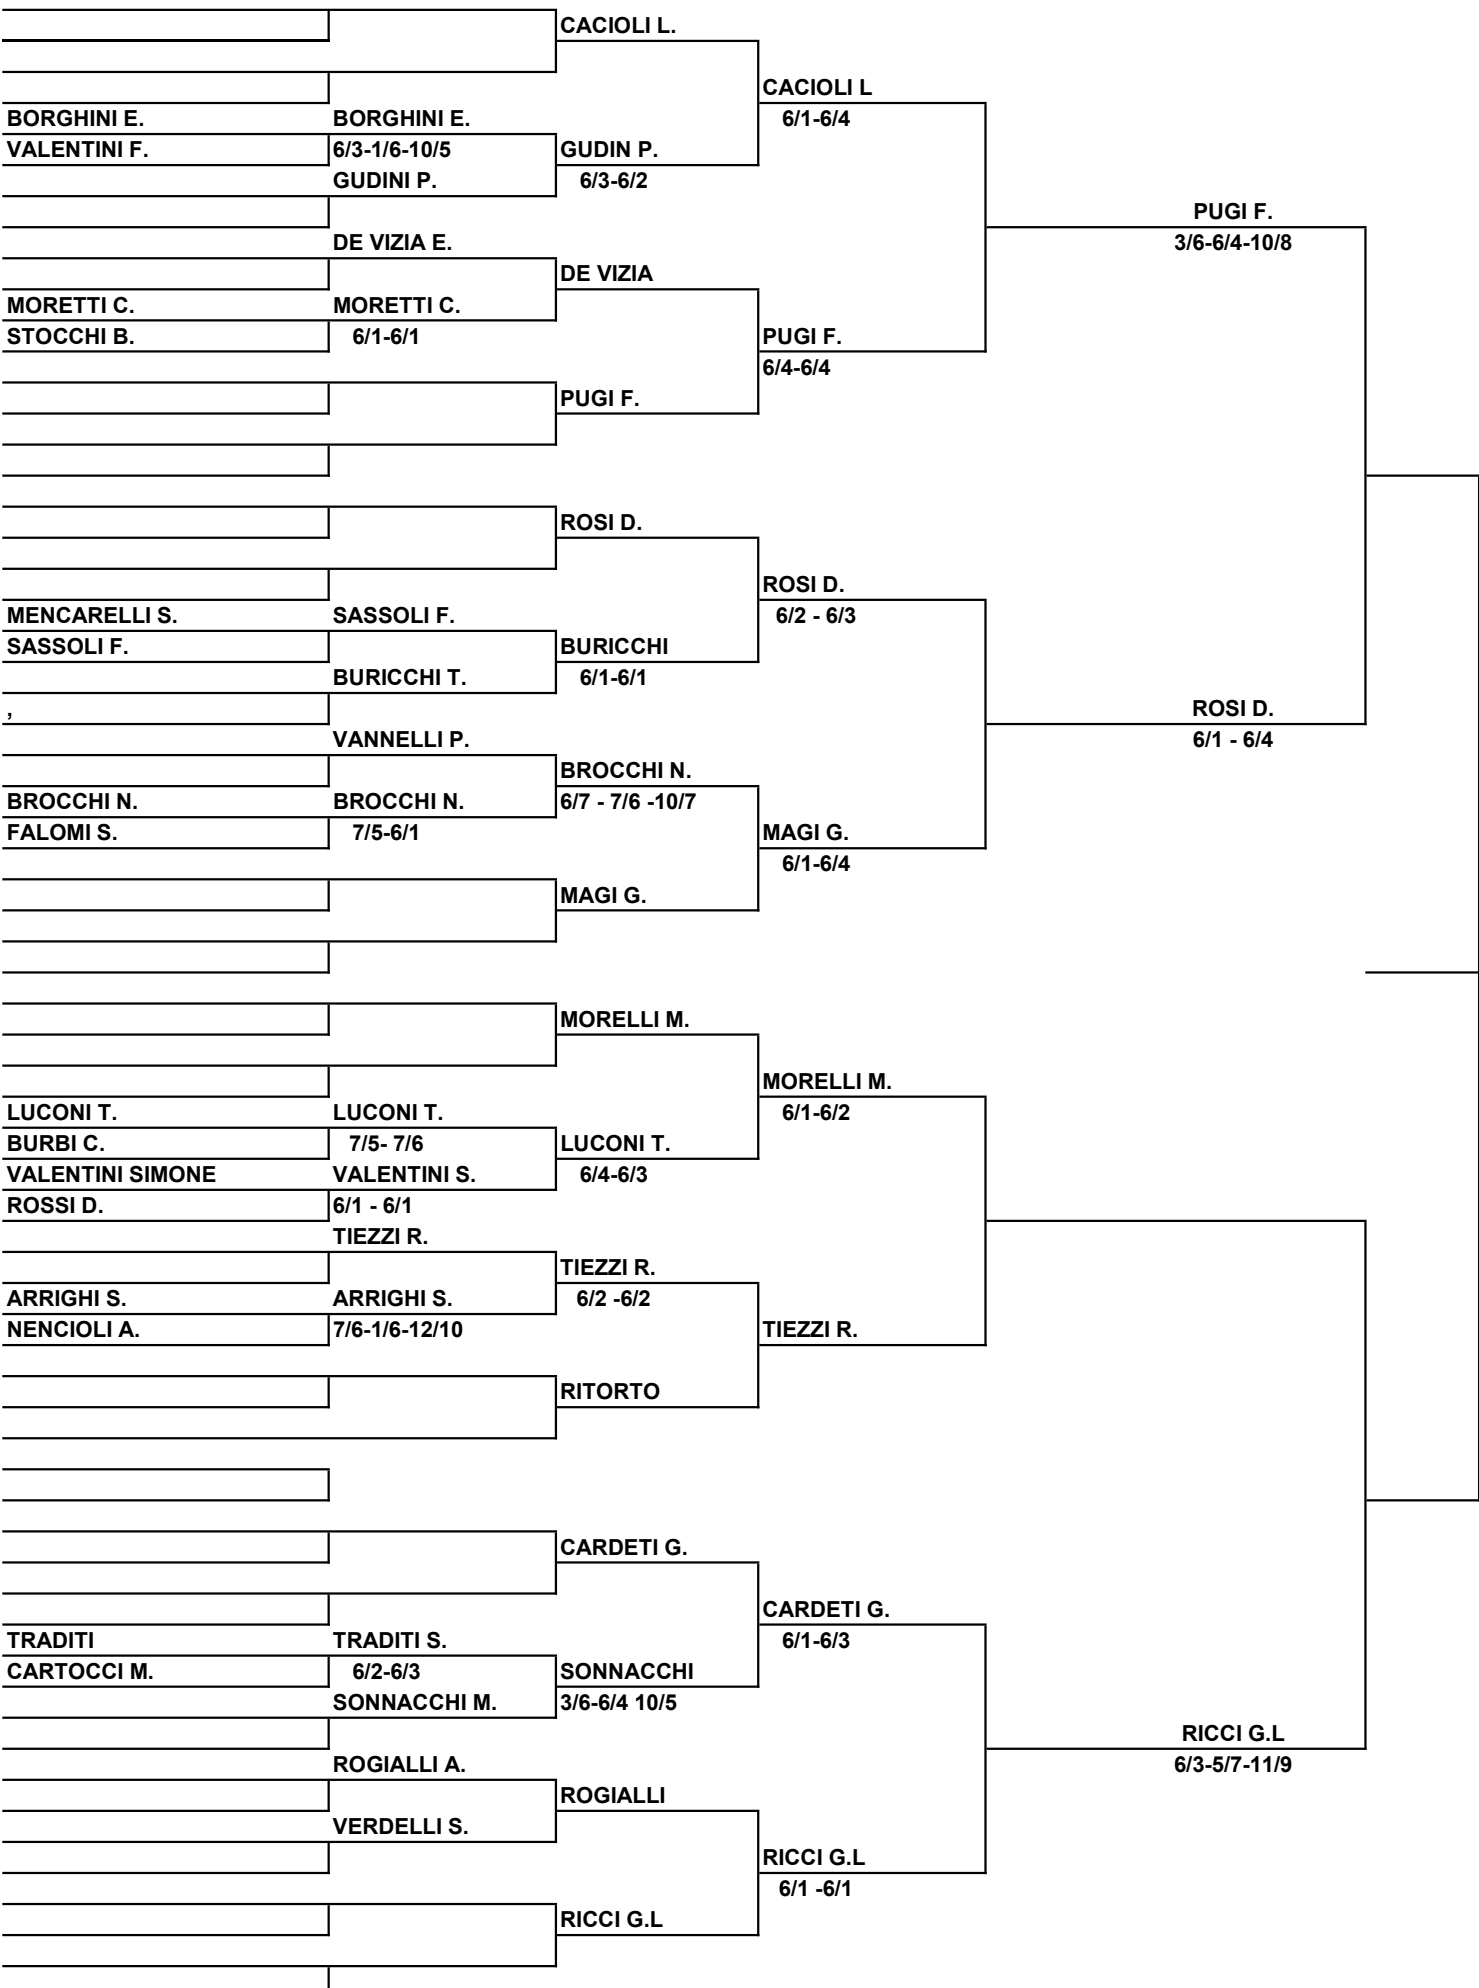 CACIOLI L.
CACIOLI L
BORGHINI E. BORGHINI E. 6/1-6/4
VALENTINI F. 6/3-1/6-10/5 GUDIN P.
GUDINI P. 6/3-6/2
PUGI F.
DE VIZIA E. 3/6-6/4-10/8
DE VIZIA
MORETTI C. MORETTI C.
STOCCHI B. 6/1-6/1 PUGI F.
6/4-6/4
PUGI F.
ROSI D.
ROSI D.
MENCARELLI S. SASSOLI F. 6/2 - 6/3
SASSOLI F. BURICCHI
BURICCHI T. 6/1-6/1
, ROSI D.
VANNELLI P. 6/1 - 6/4
BROCCHI N.
BROCCHI N. BROCCHI N. 6/7 - 7/6 -10/7
FALOMI S. 7/5-6/1 MAGI G.
6/1-6/4
MAGI G.
MORELLI M.
MORELLI M.
LUCONI T. LUCONI T. 6/1-6/2
BURBI C. 7/5- 7/6 LUCONI T.
VALENTINI SIMONE VALENTINI S. 6/4-6/3
ROSSI D. 6/1 - 6/1
TIEZZI R.
TIEZZI R.
ARRIGHI S. ARRIGHI S. 6/2 -6/2
NENCIOLI A. 7/6-1/6-12/10 TIEZZI R.
RITORTO
CARDETI G.
CARDETI G.
TRADITI TRADITI S. 6/1-6/3
CARTOCCI M. 6/2-6/3 SONNACCHI
SONNACCHI M. 3/6-6/4 10/5
RICCI G.L
ROGIALLI A. 6/3-5/7-11/9
ROGIALLI
VERDELLI S.
RICCI G.L
6/1 -6/1
RICCI G.L